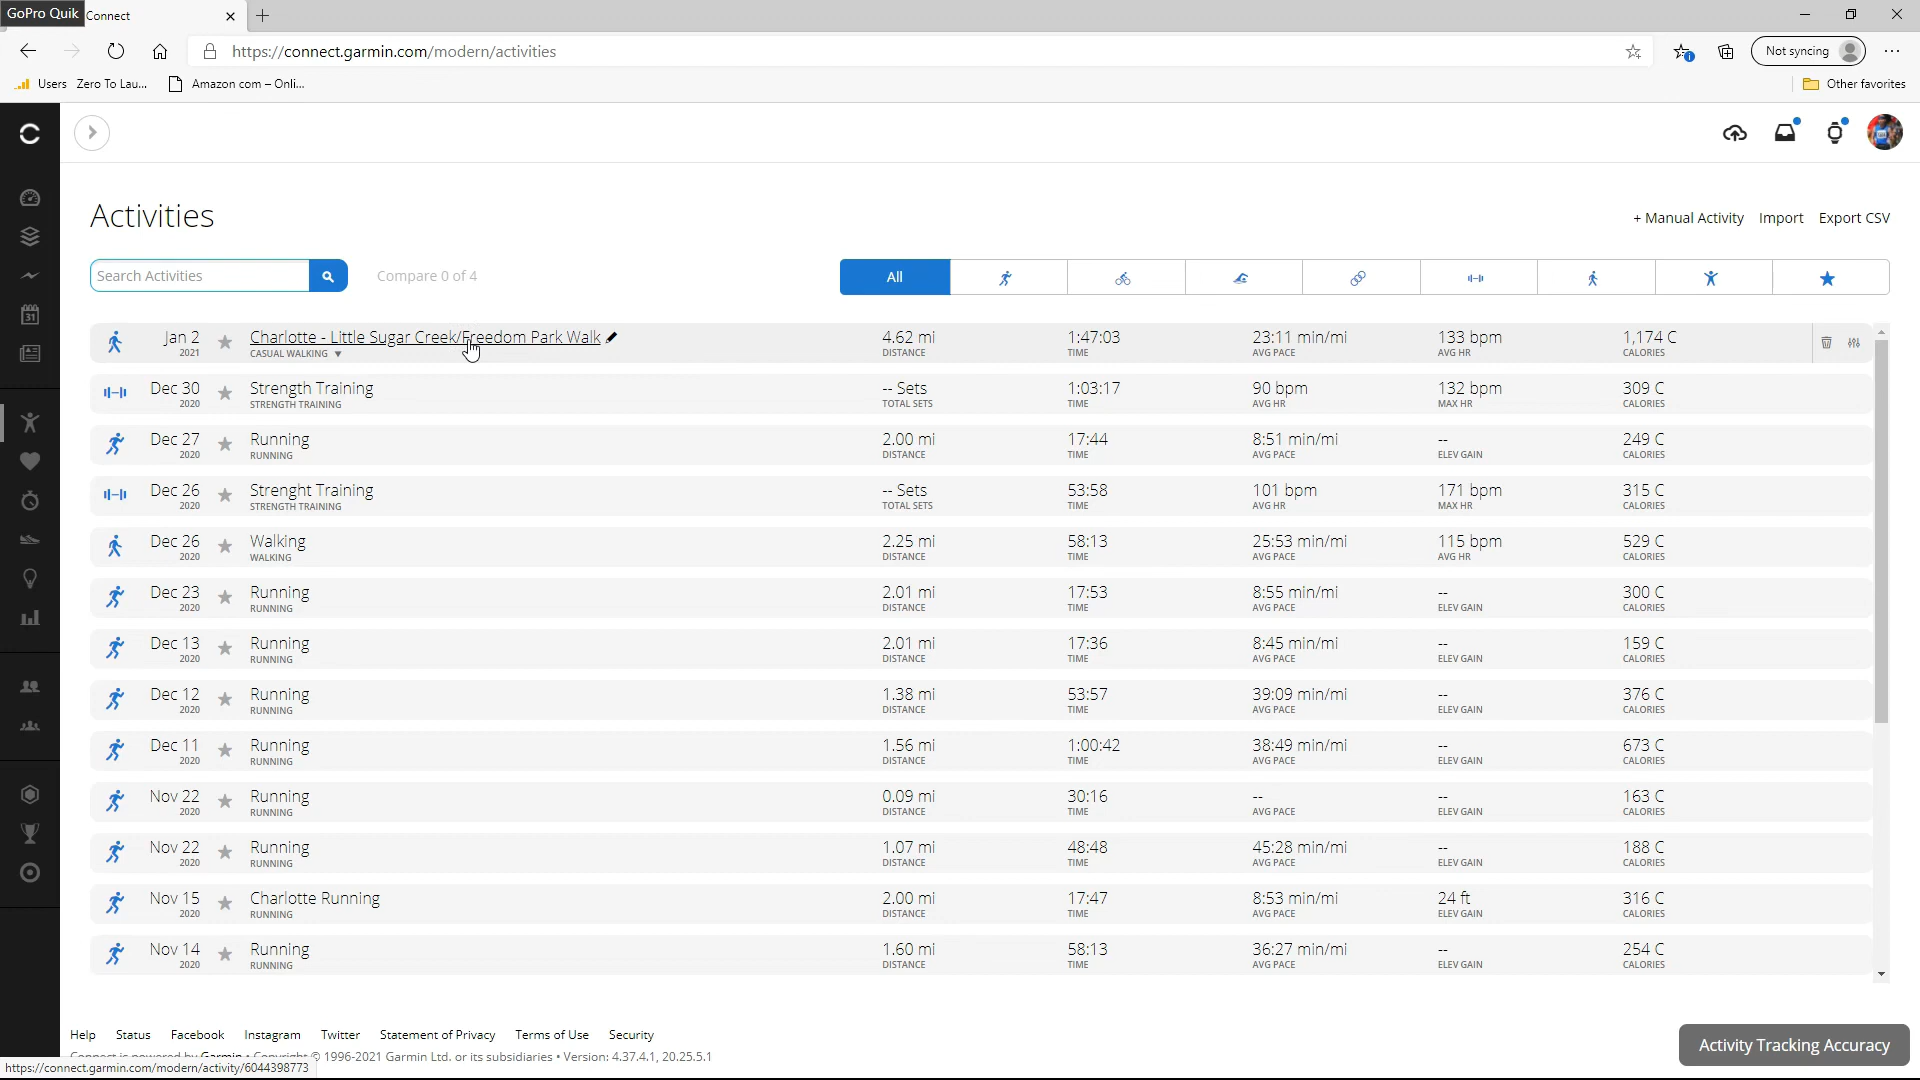 GoPro Quik
Connect
https://connect.garmin.com/modern/activities
Not syncing
Users Zero To Lau...
Amazon com – Onli...
Other favorites
31
Activities
+ Manual Activity Import Export CSV
Search Activities
Compare 0 of 4
All
Jan 2 Charlotte - Little Sugar Creek/Freedom Park Walk 4.62 mi 1:47:03 23:11 min/mi 133 bpm 1,174 C
2021 CASUAL WALKING DISTANCE TIME AVG PACE AVG HR CALORIES
Dec 30 Strength Training -- Sets 1:03:17 90 bpm 132 bpm 309 C
2020 STRENGTH TRAINING TOTAL SETS TIME AVG HR MAX HR CALORIES
Dec 27 Running 2.00 mi 17:44 8:51 min/mi -- 249 C
2020 RUNNING DISTANCE TIME AVG PACE ELEV GAIN CALORIES
Dec 26 Strenght Training -- Sets 53:58 101 bpm 171 bpm 315 C
2020 STRENGTH TRAINING TOTAL SETS TIME AVG HR MAX HR CALORIES
Dec 26 Walking 2.25 mi 58:13 25:53 min/mi 115 bpm 529 C
2020 WALKING DISTANCE TIME AVG PACE AVG HR CALORIES
Dec 23 Running 2.01 mi 17:53 8:55 min/mi -- 300 C
2020 RUNNING DISTANCE TIME AVG PACE ELEV GAIN CALORIES
Dec 13 Running 2.01 mi 17:36 8:45 min/mi -- 159 C
2020 RUNNING DISTANCE TIME AVG PACE ELEV GAIN CALORIES
Dec 12 Running 1.38 mi 53:57 39:09 min/mi -- 376 C
2020 RUNNING DISTANCE TIME AVG PACE ELEV GAIN CALORIES
Dec 11 Running 1.56 mi 1:00:42 38:49 min/mi -- 673 C
2020 RUNNING DISTANCE TIME AVG PACE ELEV GAIN CALORIES
Nov 22 Running 0.09 mi 30:16 -- -- 163 C
2020 RUNNING DISTANCE TIME AVG PACE ELEV GAIN CALORIES
Nov 22 Running 1.07 mi 48:48 45:28 min/mi -- 188 C
2020 RUNNING DISTANCE TIME AVG PACE ELEV GAIN CALORIES
Nov 15 Charlotte Running 2.00 mi 17:47 8:53 min/mi 24 ft 316 C
2020 RUNNING DISTANCE TIME AVG PACE ELEV GAIN CALORIES
Nov 14 Running 1.60 mi 58:13 36:27 min/mi -- 254 C
2020 RUNNING DISTANCE TIME AVG PACE ELEV GAIN CALORIES
Help Status Facebook Instagram Twitter Statement of Privacy Terms of Use Security
Connect is powered by Garmin • Copyright © 1996-2021 Garmin Ltd. or its subsidiaries • Version: 4.37.4.1, 20.25.5.1
https://connect.garmin.com/modern/activity/6044398773
Activity Tracking Accuracy